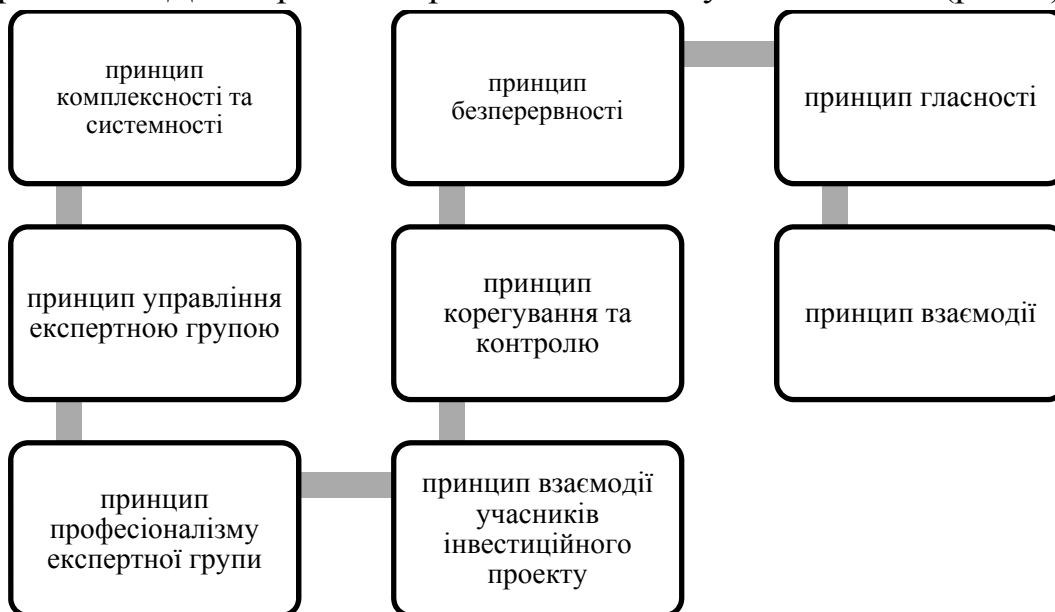 принцип
комплексності та
системності
принцип управління
експертною групою
принцип
професіоналізму
експертної групи
принцип взаємодії
учасників
інвестиційного
проекту
принцип
корегування та
контролю
принцип
безперервності
принцип гласності
принцип взаємодії